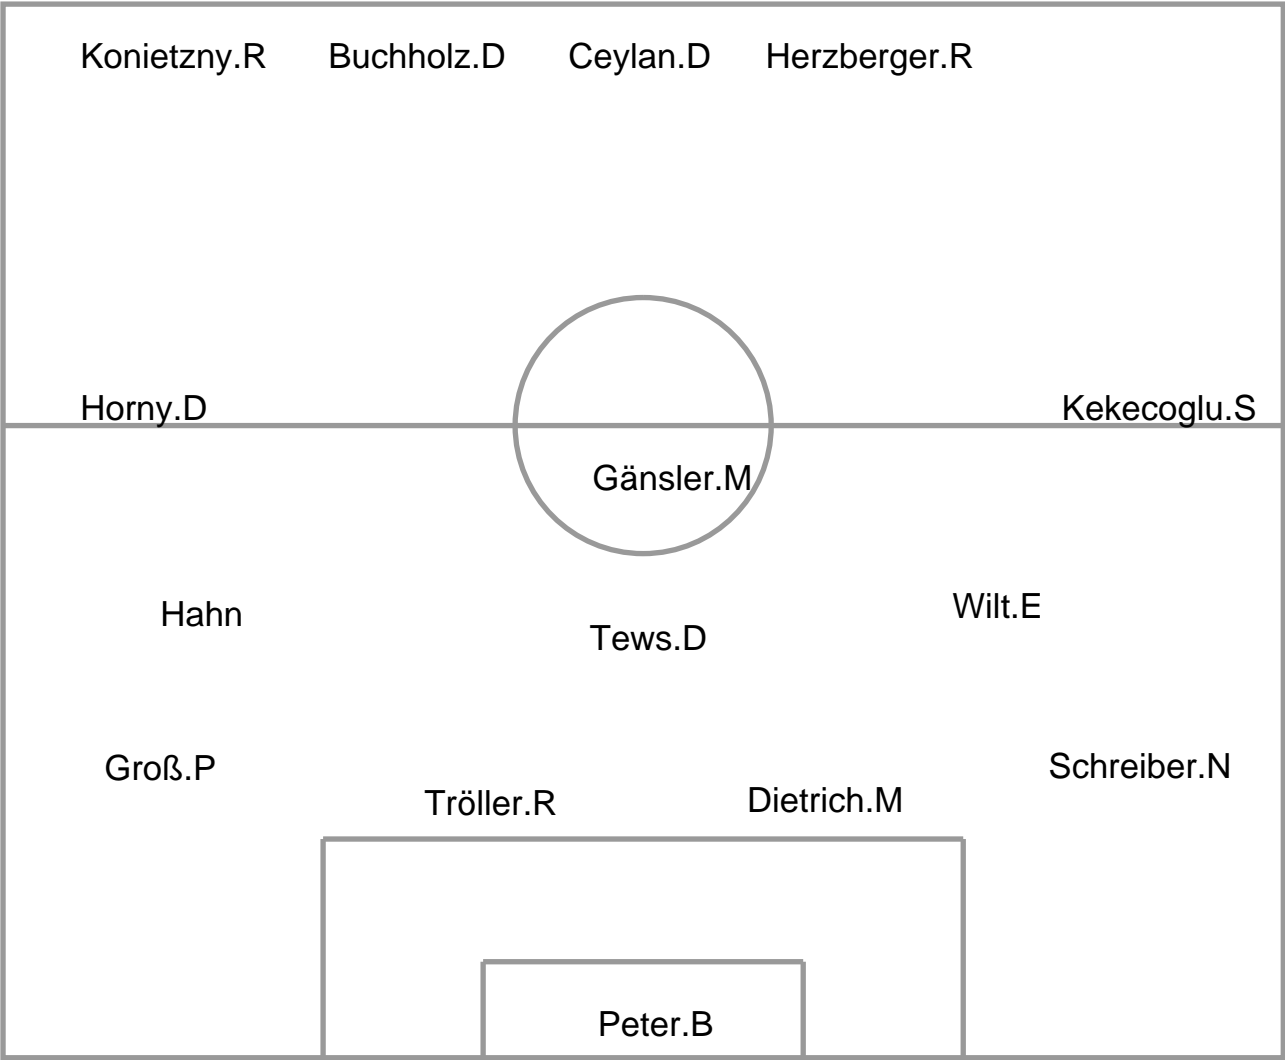 Konietzny.R Buchholz.D Ceylan.D Herzberger.R
Horny.D Kekecoglu.S
Gänsler.M
Hahn Tews.D Wilt.E
Groß.P Schreiber.N
Tröller.R Dietrich.M
Peter.B